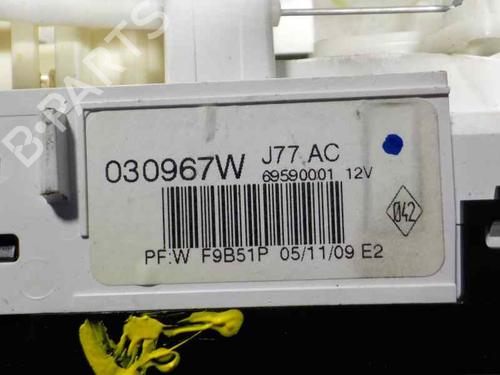 B-PARTS
030967W J77 AC
69590001 12V
042
PF:W F9B51P 05/11/09 E2